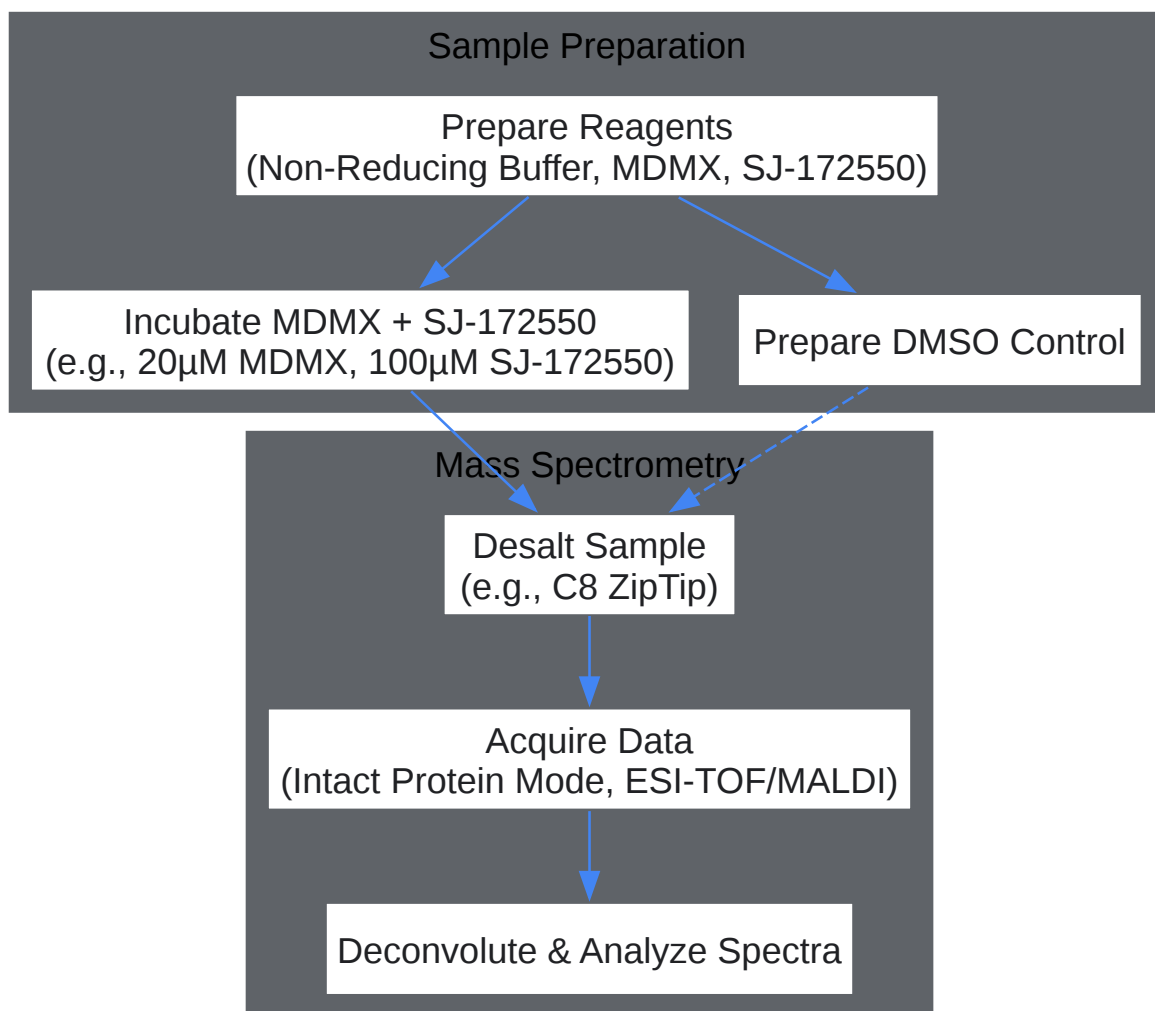 Sample Preparation
Prepare Reagents
(Non-Reducing Buffer, MDMX, SJ-172550)
Incubate MDMX + SJ-172550
(e.g., 20µM MDMX, 100µM SJ-172550)
Prepare DMSO Control
Mass Spectrometry
Desalt Sample
(e.g., C8 ZipTip)
Acquire Data
(Intact Protein Mode, ESI-TOF/MALDI)
Deconvolute & Analyze Spectra